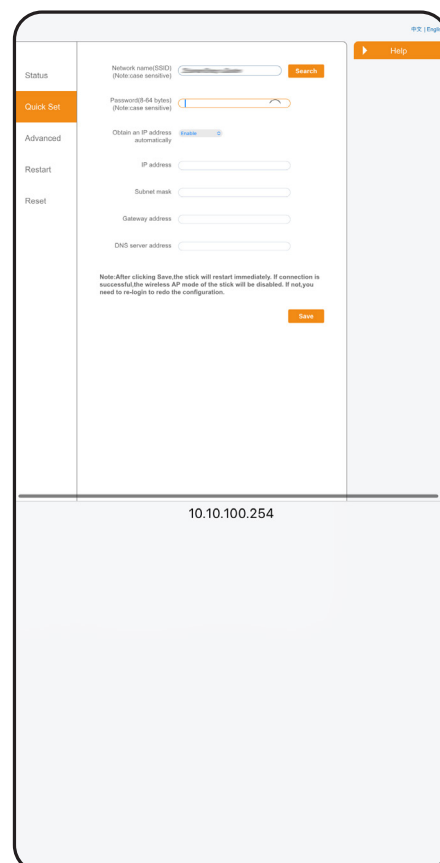 中文 | Englis
Help
Status
Quick Set
Advanced
Restart
Reset
Network name(SSID)
(Note:case sensitive)
Search
Password(8-64 bytes)
(Note:case sensitive)
Obtain an IP address
automatically
Enable
IP address
Subnet mask
Gateway address
DNS server address
Note:After clicking Save,the stick will restart immediately. If connection is
successful,the wireless AP mode of the stick will be disabled. If not,you
need to re-login to redo the configuration.
Save
10.10.100.254